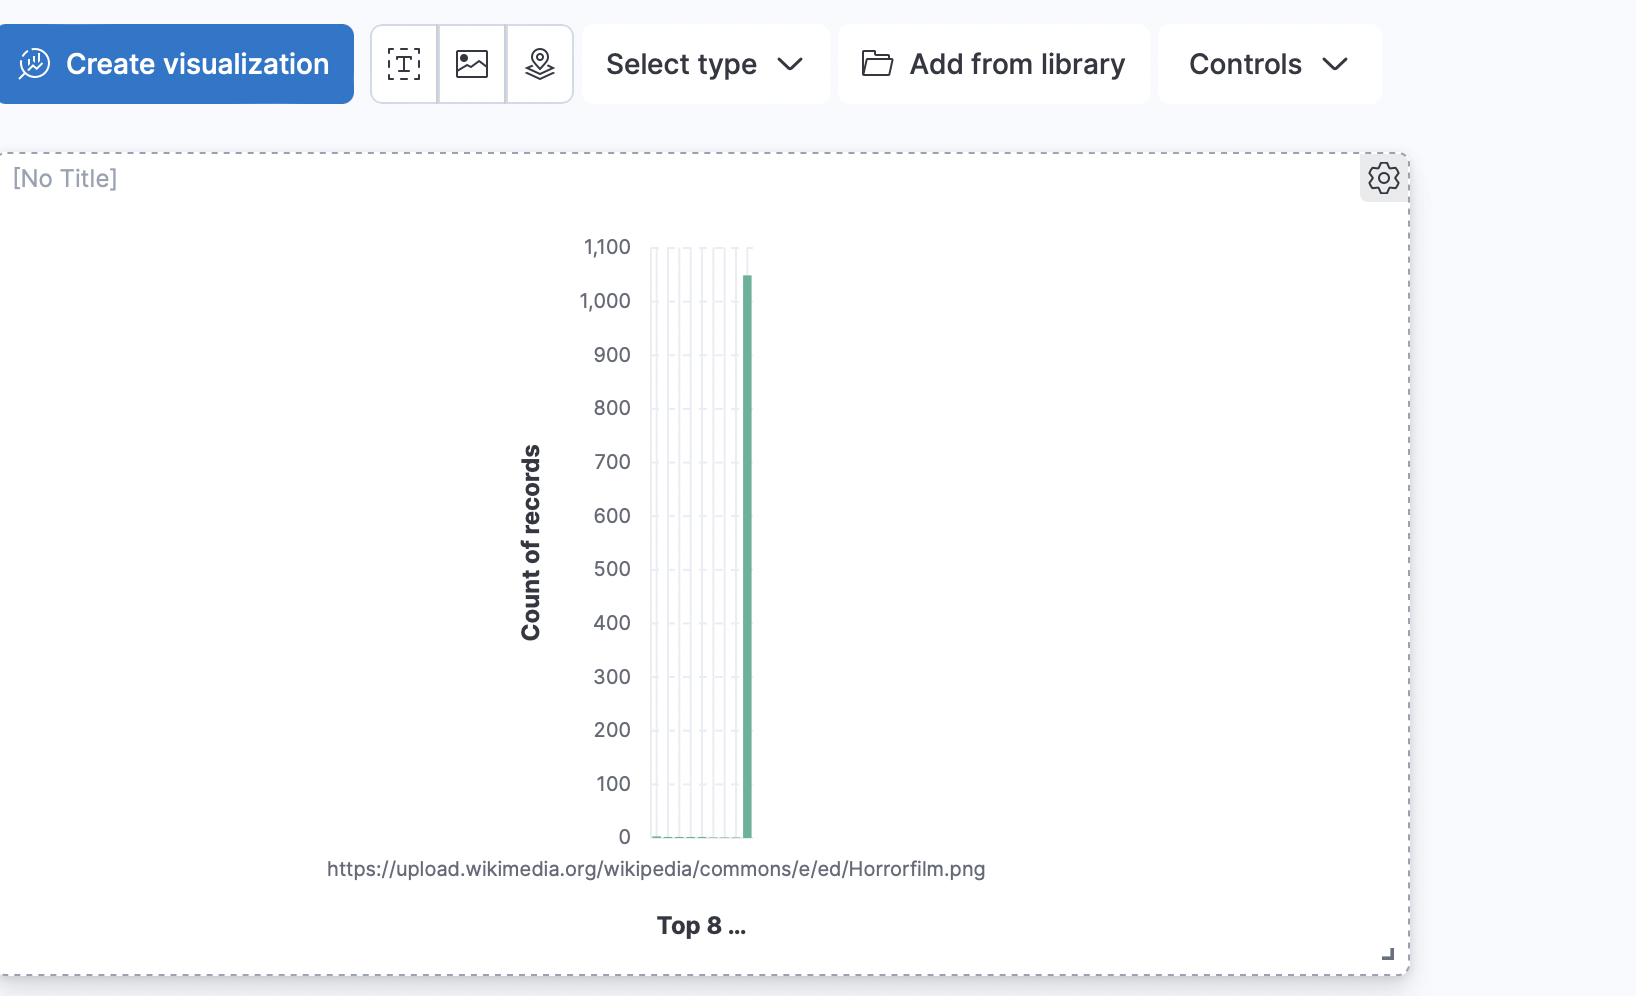 Create visualization
Select type
Add from library
Controls
[No Title]
1,100
1,000
900
800
700
600
500
400
300
200
100
0
Count of records
https://upload.wikimedia.org/wikipedia/commons/e/ed/Horrorfilm.png
Top 8 ...